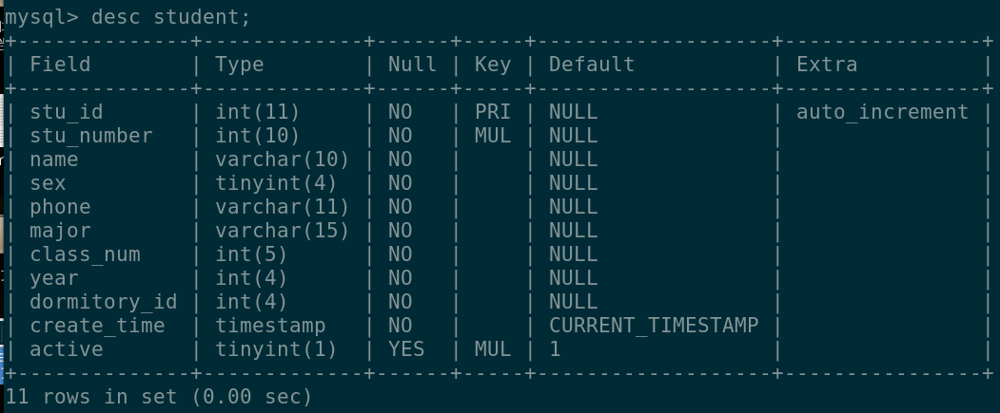 mysql> desc student;
+--------------+-------------+------+-----+-------------------+----------------+
| Field        | Type        | Null | Key | Default           | Extra          |
+--------------+-------------+------+-----+-------------------+----------------+
| stu_id       | int(11)     | NO   | PRI | NULL              | auto_increment |
| stu_number   | int(10)     | NO   | MUL | NULL              |                |
| name         | varchar(10) | NO   |     | NULL              |                |
| sex          | tinyint(4)  | NO   |     | NULL              |                |
| phone        | varchar(11) | NO   |     | NULL              |                |
| major        | varchar(15) | NO   |     | NULL              |                |
| class_num    | int(5)      | NO   |     | NULL              |                |
| year         | int(4)      | NO   |     | NULL              |                |
| dormitory_id | int(4)      | NO   |     | NULL              |                |
| create_time  | timestamp   | NO   |     | CURRENT_TIMESTAMP |                |
| active       | tinyint(1)  | YES  | MUL | 1                 |                |
+--------------+-------------+------+-----+-------------------+----------------+
11 rows in set (0.00 sec)